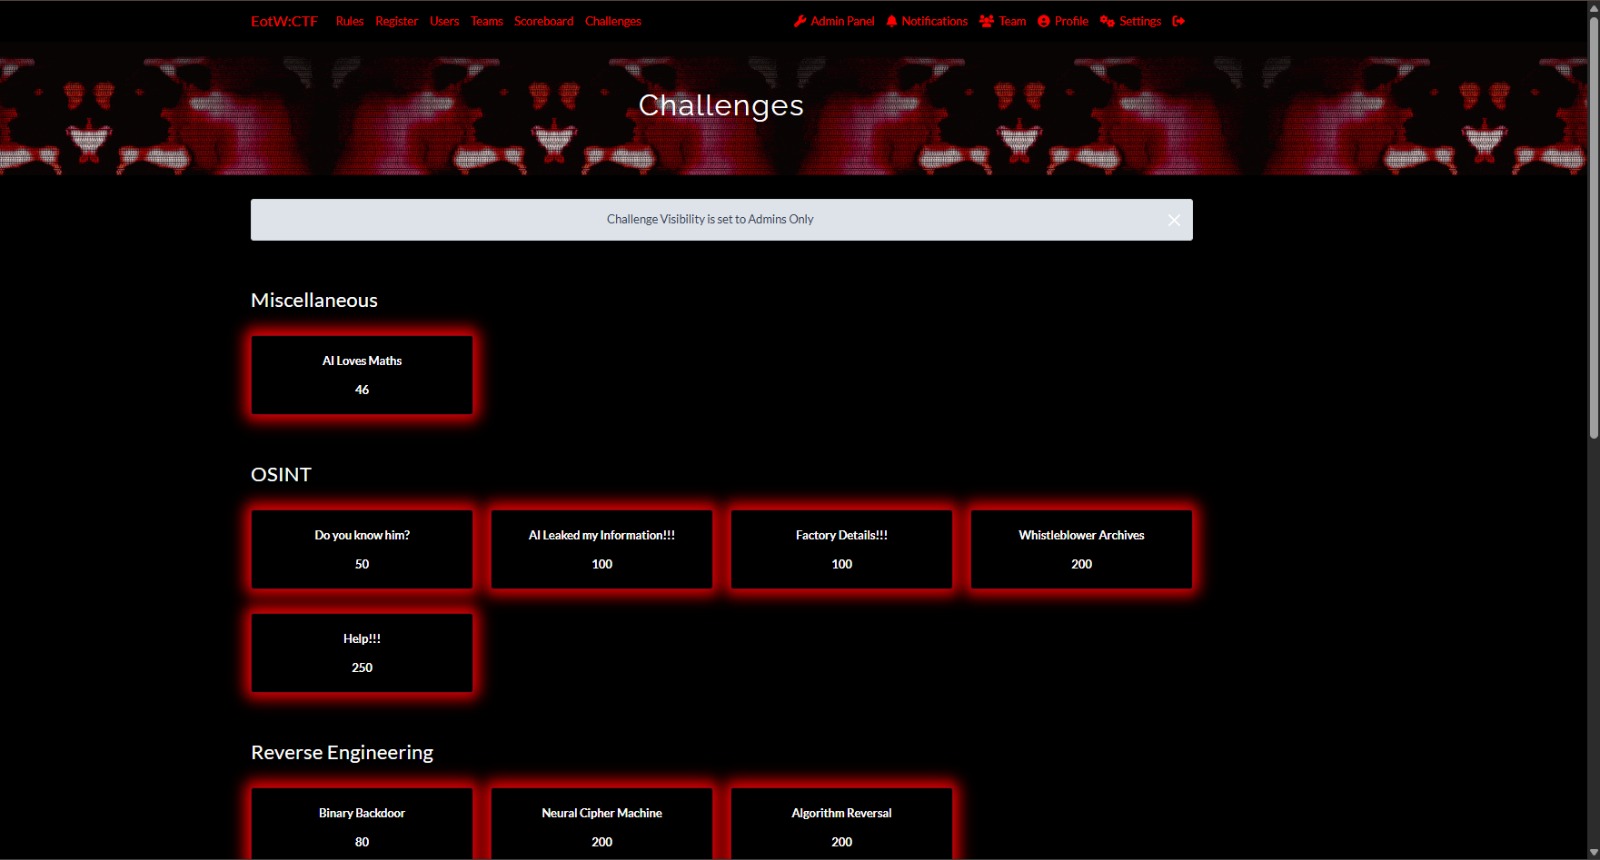 EotW:CTF Rules Register Users Teams Scoreboard Challenges Admin Panel Notifications Team Profile Settings
Challenges
Challenge Visibility is set to Admins Only
Miscellaneous
AI Loves Maths
46
OSINT
Do you know him?
50
AI Leaked my Information!!!
100
Factory Details!!!
100
Whistleblower Archives
200
Help!!!
250
Reverse Engineering
Binary Backdoor
80
Neural Cipher Machine
200
Algorithm Reversal
200